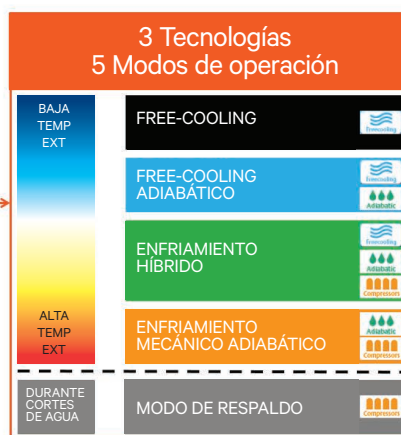 3 Tecnologías
5 Modos de operación
BAJA
TEMP
EXT
FREE-COOLING
Freecooling
FREE-COOLING
ADIABÁTICO
Freecooling
Adiabatic
ENFRIAMIENTO
HÍBRIDO
Freecooling
Adiabatic
Compressors
ALTA
TEMP
EXT
ENFRIAMIENTO
MECÁNICO ADIABÁTICO
Adiabatic
Compressors
DURANTE
CORTES
DE AGUA
MODO DE RESPALDO
Compressors